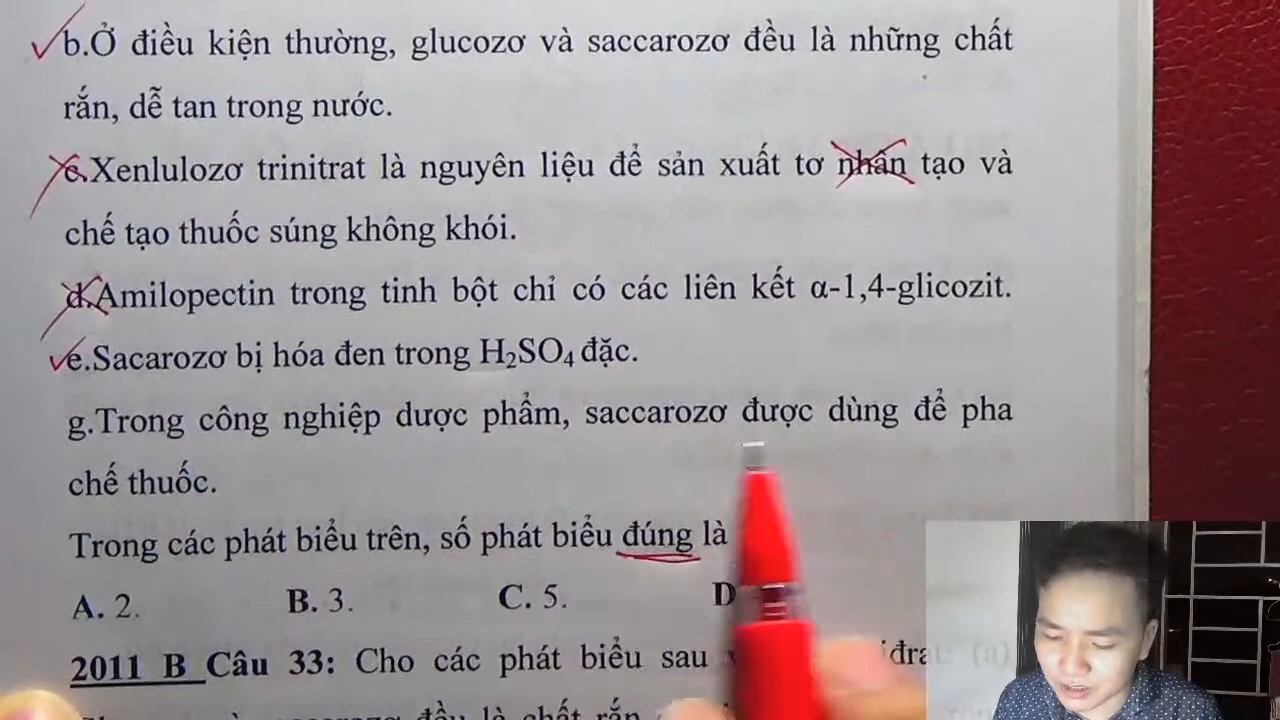 b.Ở điều kiện thường, glucozơ và saccarozơ đều là những chất
rắn, dễ tan trong nước.
c.Xenlulozơ trinitrat là nguyên liệu để sản xuất tơ nhân tạo và
chế tạo thuốc súng không khói.
d.Amilopectin trong tinh bột chỉ có các liên kết α-1,4-glicozit.
e.Sacarozơ bị hóa đen trong H₂SO₄ đặc.
g.Trong công nghiệp dược phẩm, saccarozơ được dùng để pha
chế thuốc.
Trong các phát biểu trên, số phát biểu đúng là
A. 2. B. 3. C. 5. D
2011 B Câu 33: Cho các phát biểu sau (a)
đều là chất rắn